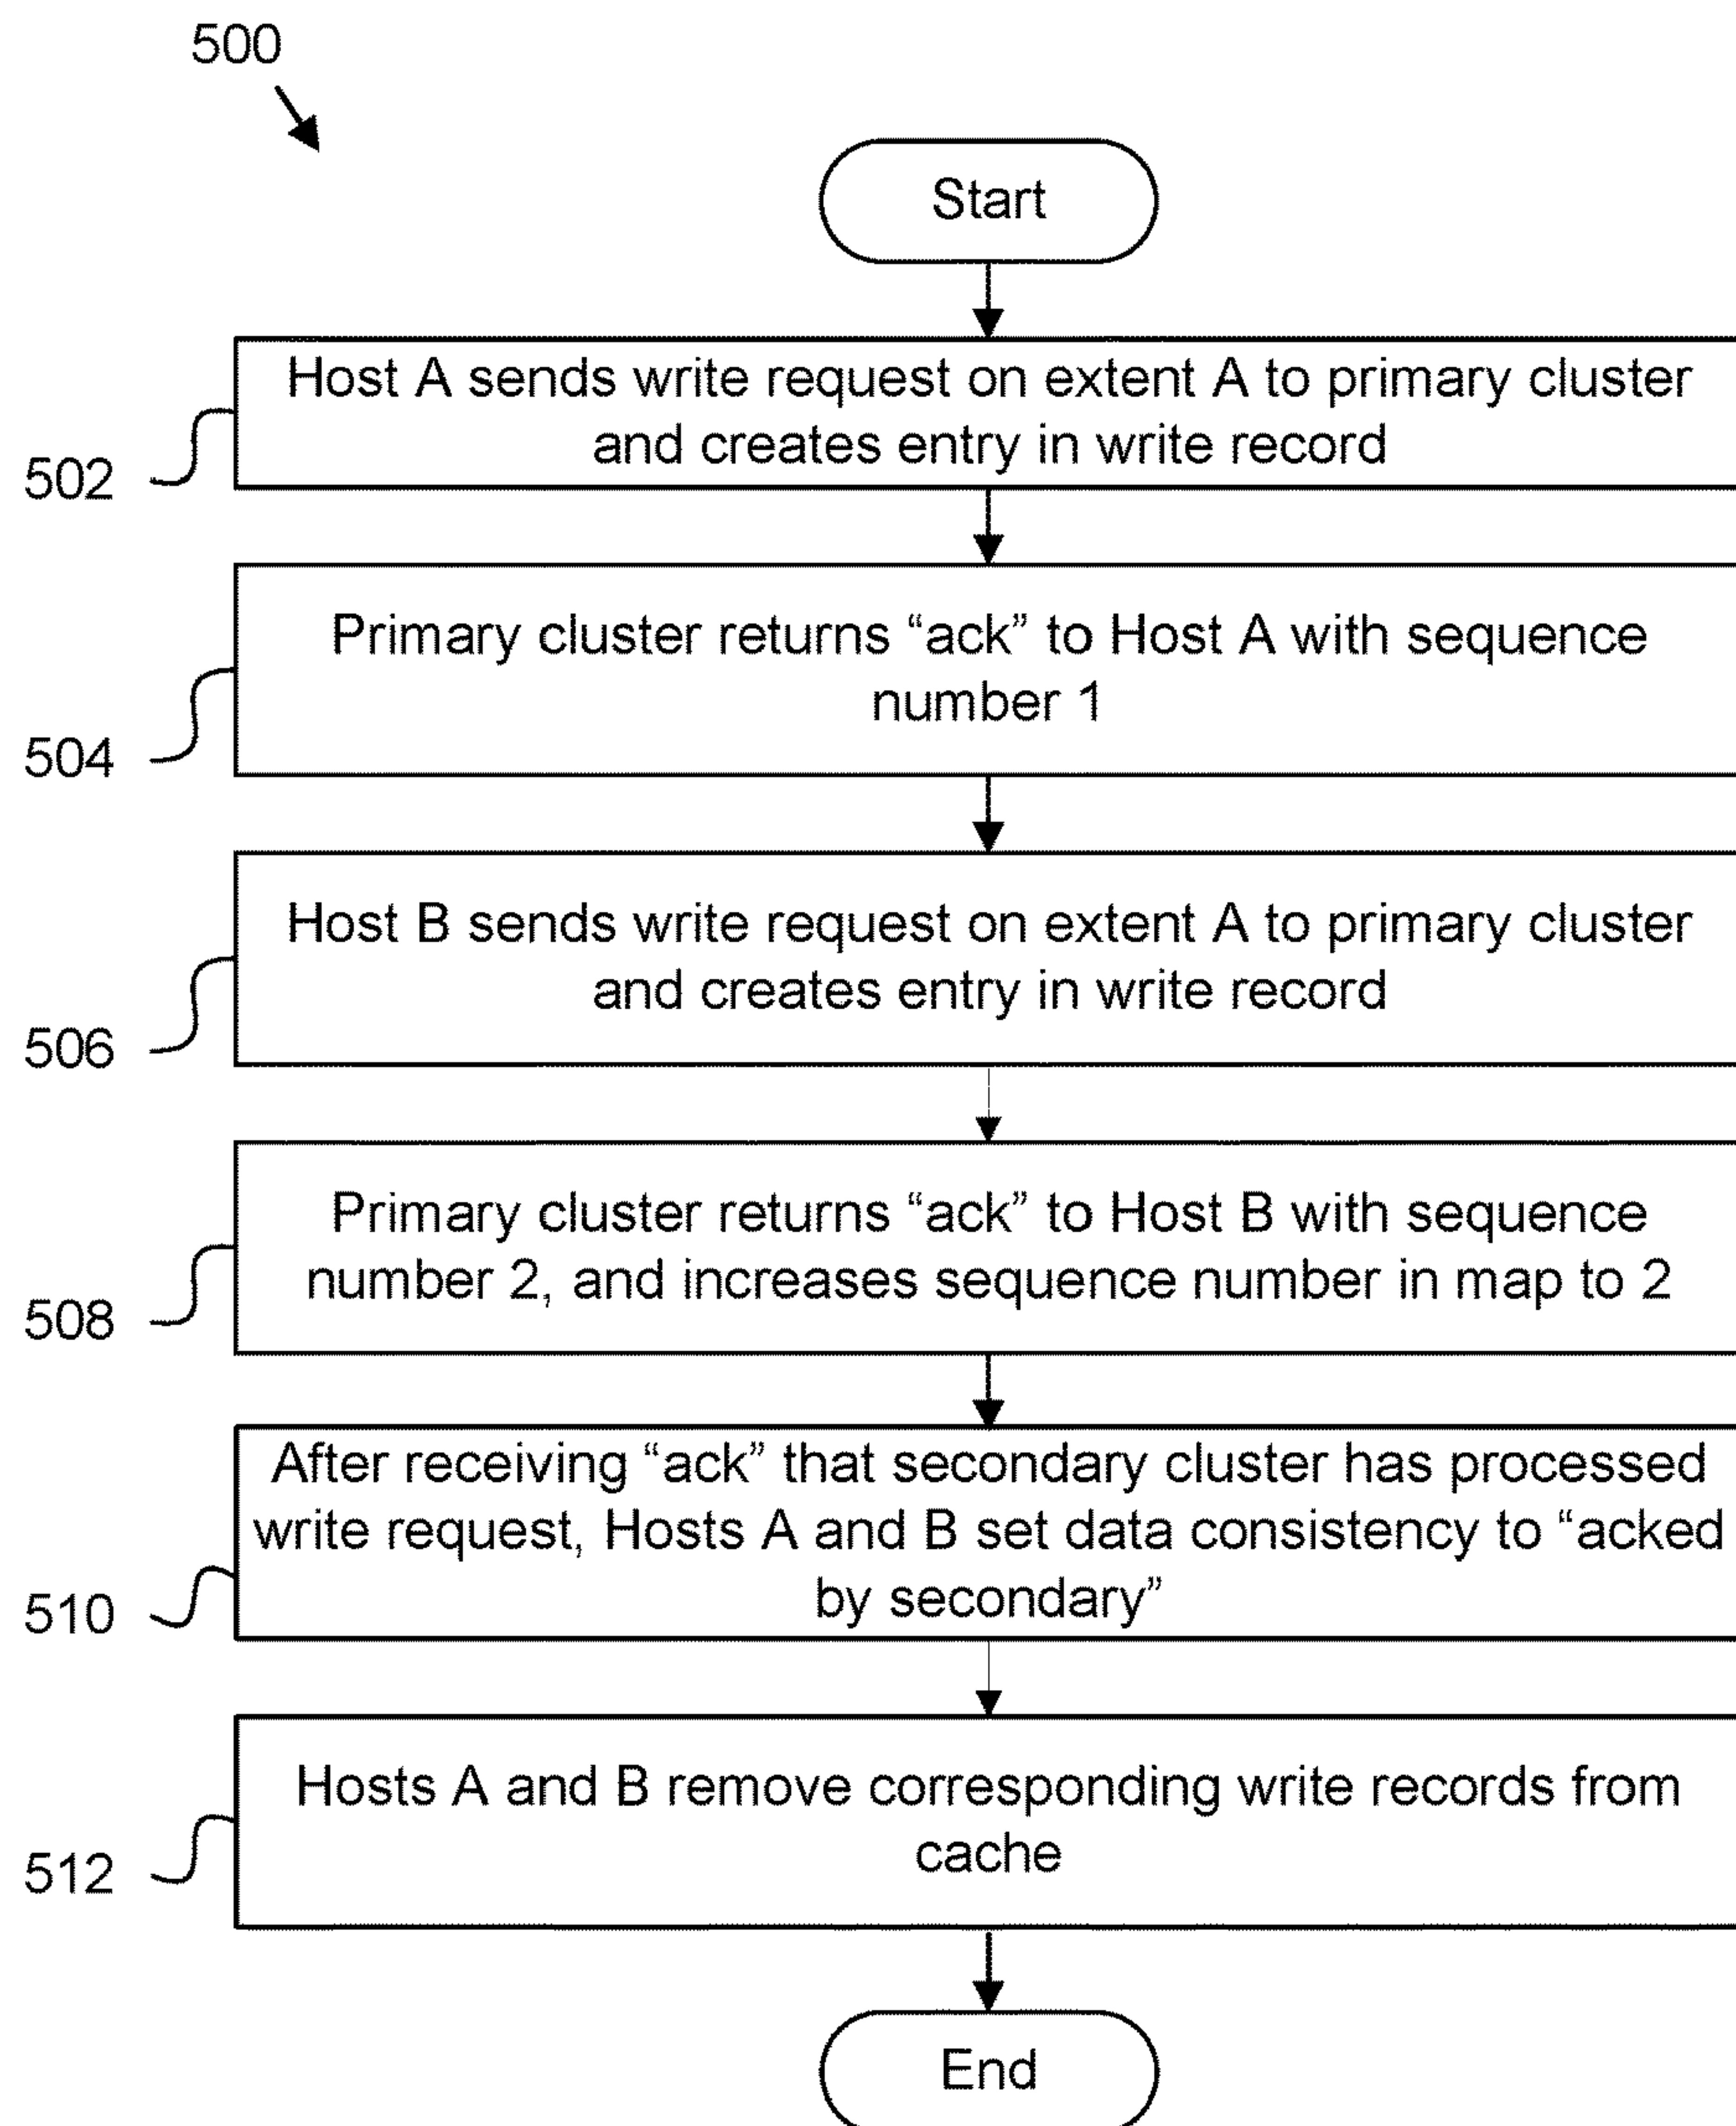 500
Start
Host A sends write request on extent A to primary cluster
and creates entry in write record
502
Primary cluster returns “ack” to Host A with sequence
number 1
504
Host B sends write request on extent A to primary cluster
and creates entry in write record
506
Primary cluster returns “ack” to Host B with sequence
number 2, and increases sequence number in map to 2
508
After receiving “ack” that secondary cluster has processed
write request, Hosts A and B set data consistency to “acked
by secondary”
510
Hosts A and B remove corresponding write records from
cache
512
End